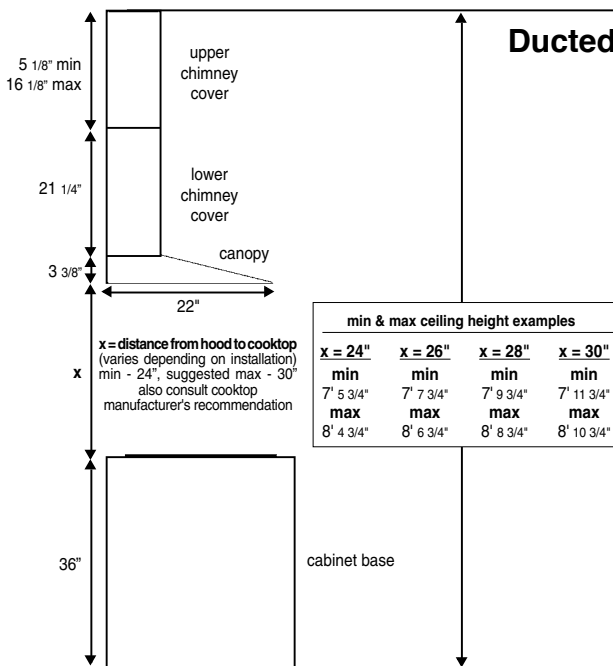 Ducted
5 1/8” min
16 1/8” max
upper
chimney
cover
21 1/4”
lower
chimney
cover
canopy
3 3/8”
22"
x
x = distance from hood to cooktop
(varies depending on installation)
min - 24”, suggested max - 30”
also consult cooktop
manufacturer's recommendation
min & max ceiling height examples
x = 24" x = 26" x = 28" x = 30"
min min min min
7' 5 3/4" 7' 7 3/4" 7' 9 3/4" 7' 11 3/4"
max max max max
8' 4 3/4" 8' 6 3/4" 8' 8 3/4" 8' 10 3/4"
36”
cabinet base